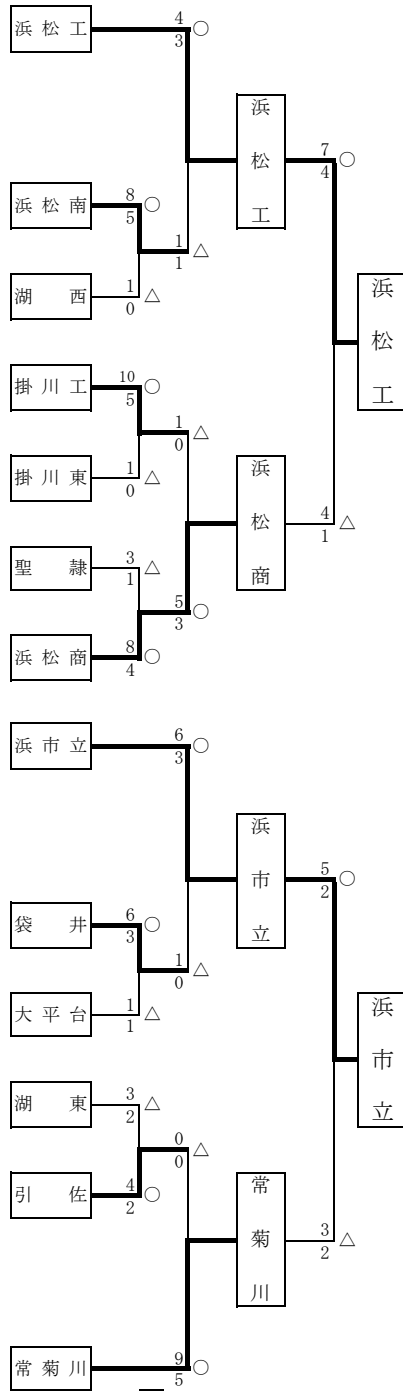 浜松工
4 ○
3
浜松南
8 ○
5
1 △
1
湖西
1 △
0
浜松工
7 ○
4
掛川工
10 ○
5
1 △
0
掛川東
1 △
0
聖隷
3 △
1
5 ○
3
浜松商
8 ○
4
浜松商
4 △
1
浜松工
浜市立
6 ○
3
袋井
6 ○
3
1 △
0
大平台
1 △
1
浜市立
5 ○
2
湖東
3 △
2
0 △
0
引佐
4 ○
2
常菊川
9 ○
5
常菊川
3 △
2
浜市立